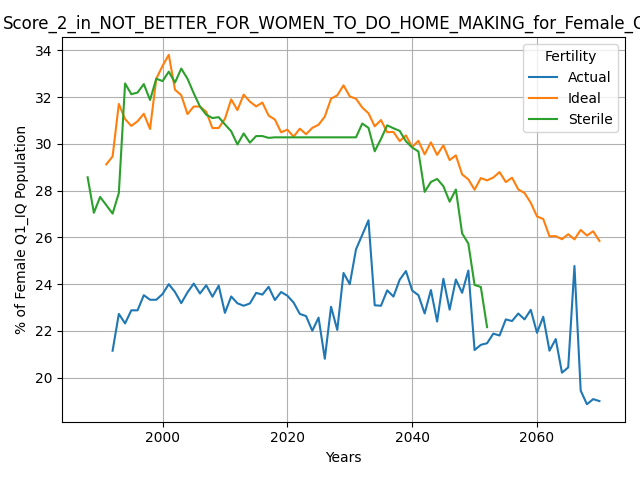 Score_2_in_NOT_BETTER_FOR_WOMEN_TO_DO_HOME_MAKING_for_Female_
Fertility
Actual
Ideal
Sterile
% of Female Q1_IQ Population
34
32
30
28
26
24
22
20
2000 2020 2040 2060
Years